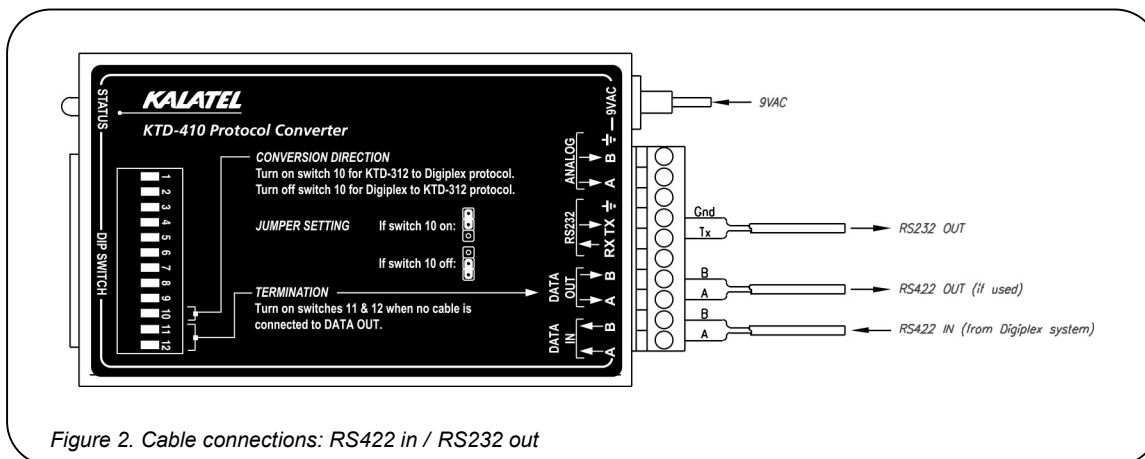 STATUS
DIP SWITCH
KALATEL
KTD-410 Protocol Converter
CONVERSION DIRECTION
Turn on switch 10 for KTD-312 to Digiplex protocol.
Turn off switch 10 for Digiplex to KTD-312 protocol.
JUMPER SETTING
If switch 10 on:
If switch 10 off:
TERMINATION
Turn on switches 11 & 12 when no cable is
connected to DATA OUT.
1
2
3
4
5
6
7
8
9
10
11
12
9VAC
ANALOG
B
A
RS232
TX
RX
DATA
OUT
B
A
DATA
IN
B
A
9VAC
Gnd
Tx
RS232 OUT
B
A
RS422 OUT (if used)
B
A
RS422 IN (from Digiplex system)
Figure 2. Cable connections: RS422 in / RS232 out